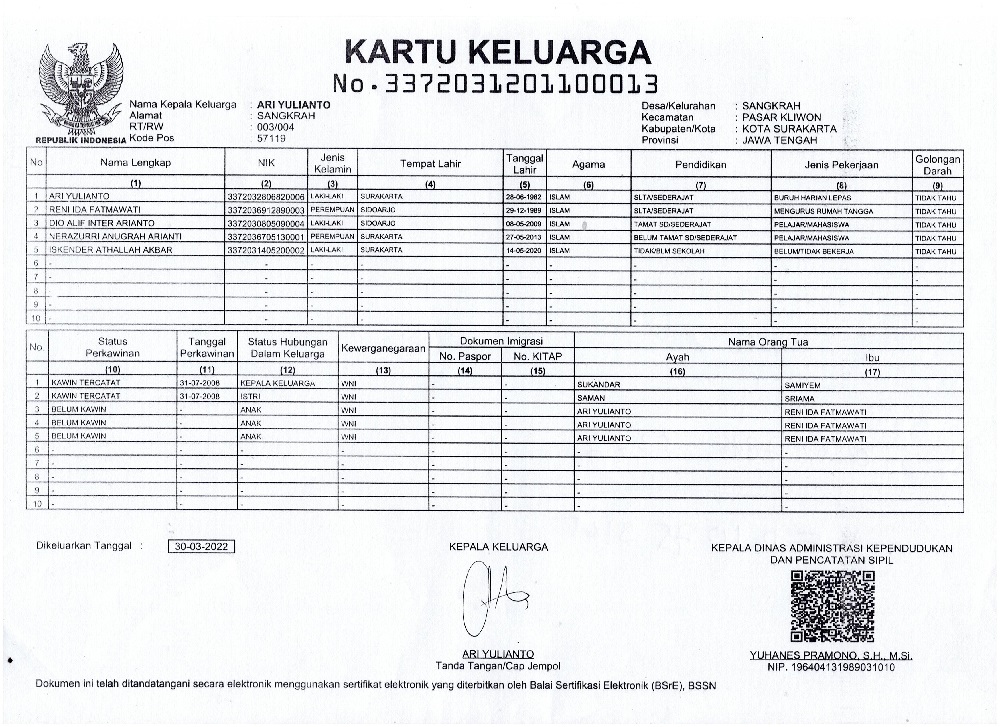 KARTU KELUARGA
No. 3372031201100013
REPUBLIK INDONESIA
Nama Kepala Keluarga : ARI YULIANTO
Alamat : SANGKRAH
RT/RW : 003/004
Kode Pos : 57119
Desa/Kelurahan : SANGKRAH
Kecamatan : PASAR KLIWON
Kabupaten/Kota : KOTA SURAKARTA
Provinsi : JAWA TENGAH
No Nama Lengkap NIK Jenis Kelamin Tempat Lahir Tanggal Lahir Agama Pendidikan Jenis Pekerjaan Golongan Darah
(1) (2) (3) (4) (5) (6) (7) (8) (9)
1 ARI YULIANTO 3372032806820006 LAKI-LAKI SURAKARTA 28-06-1982 ISLAM SLTA/SEDERAJAT BURUH HARIAN LEPAS TIDAK TAHU
2 RENI IDA FATMAWATI 3372036912890003 PEREMPUAN SIDOARJO 29-12-1989 ISLAM SLTA/SEDERAJAT MENGURUS RUMAH TANGGA TIDAK TAHU
3 DIO ALIF INTER ARIANTO 3372030805090004 LAKI-LAKI SIDOARJO 08-05-2009 ISLAM TAMAT SD/SEDERAJAT PELAJAR/MAHASISWA TIDAK TAHU
4 NERAZURRI ANUGRAH ARIANTI 3372036705130001 PEREMPUAN SURAKARTA 27-05-2013 ISLAM BELUM TAMAT SD/SEDERAJAT PELAJAR/MAHASISWA TIDAK TAHU
5 ISKENDER ATHALLAH AKBAR 3372031405200002 LAKI-LAKI SURAKARTA 14-05-2020 ISLAM TIDAK/BLM SEKOLAH BELUM/TIDAK BEKERJA TIDAK TAHU
6 - - - - - - - - -
7 - - - - - - - - -
8 - - - - - - - - -
9 - - - - - - - - -
10 - - - - - - - - -
No. Status Perkawinan Tanggal Perkawinan Status Hubungan Dalam Keluarga Kewarganegaraan Dokumen Imigrasi Nama Orang Tua
No. Paspor No. KITAP Ayah Ibu
(10) (11) (12) (13) (14) (15) (16) (17)
1 KAWIN TERCATAT 31-07-2008 KEPALA KELUARGA WNI - - SUKANDAR SAMIYEM
2 KAWIN TERCATAT 31-07-2008 ISTRI WNI - - SAMAN SRIAMA
3 BELUM KAWIN - ANAK WNI - - ARI YULIANTO RENI IDA FATMAWATI
4 BELUM KAWIN - ANAK WNI - - ARI YULIANTO RENI IDA FATMAWATI
5 BELUM KAWIN - ANAK WNI - - ARI YULIANTO RENI IDA FATMAWATI
6 - - - - - - - -
7 - - - - - - - -
8 - - - - - - - -
9 - - - - - - - -
10 - - - - - - - -
Dikeluarkan Tanggal : 30-03-2022
KEPALA KELUARGA
ARI YULIANTO
Tanda Tangan/Cap Jempol
KEPALA DINAS ADMINISTRASI KEPENDUDUKAN
DAN PENCATATAN SIPIL
YUHANES PRAMONO, S.H., M.Si.
NIP. 196404131989031010
Dokumen ini telah ditandatangani secara elektronik menggunakan sertifikat elektronik yang diterbitkan oleh Balai Sertifikasi Elektronik (BSrE), BSSN